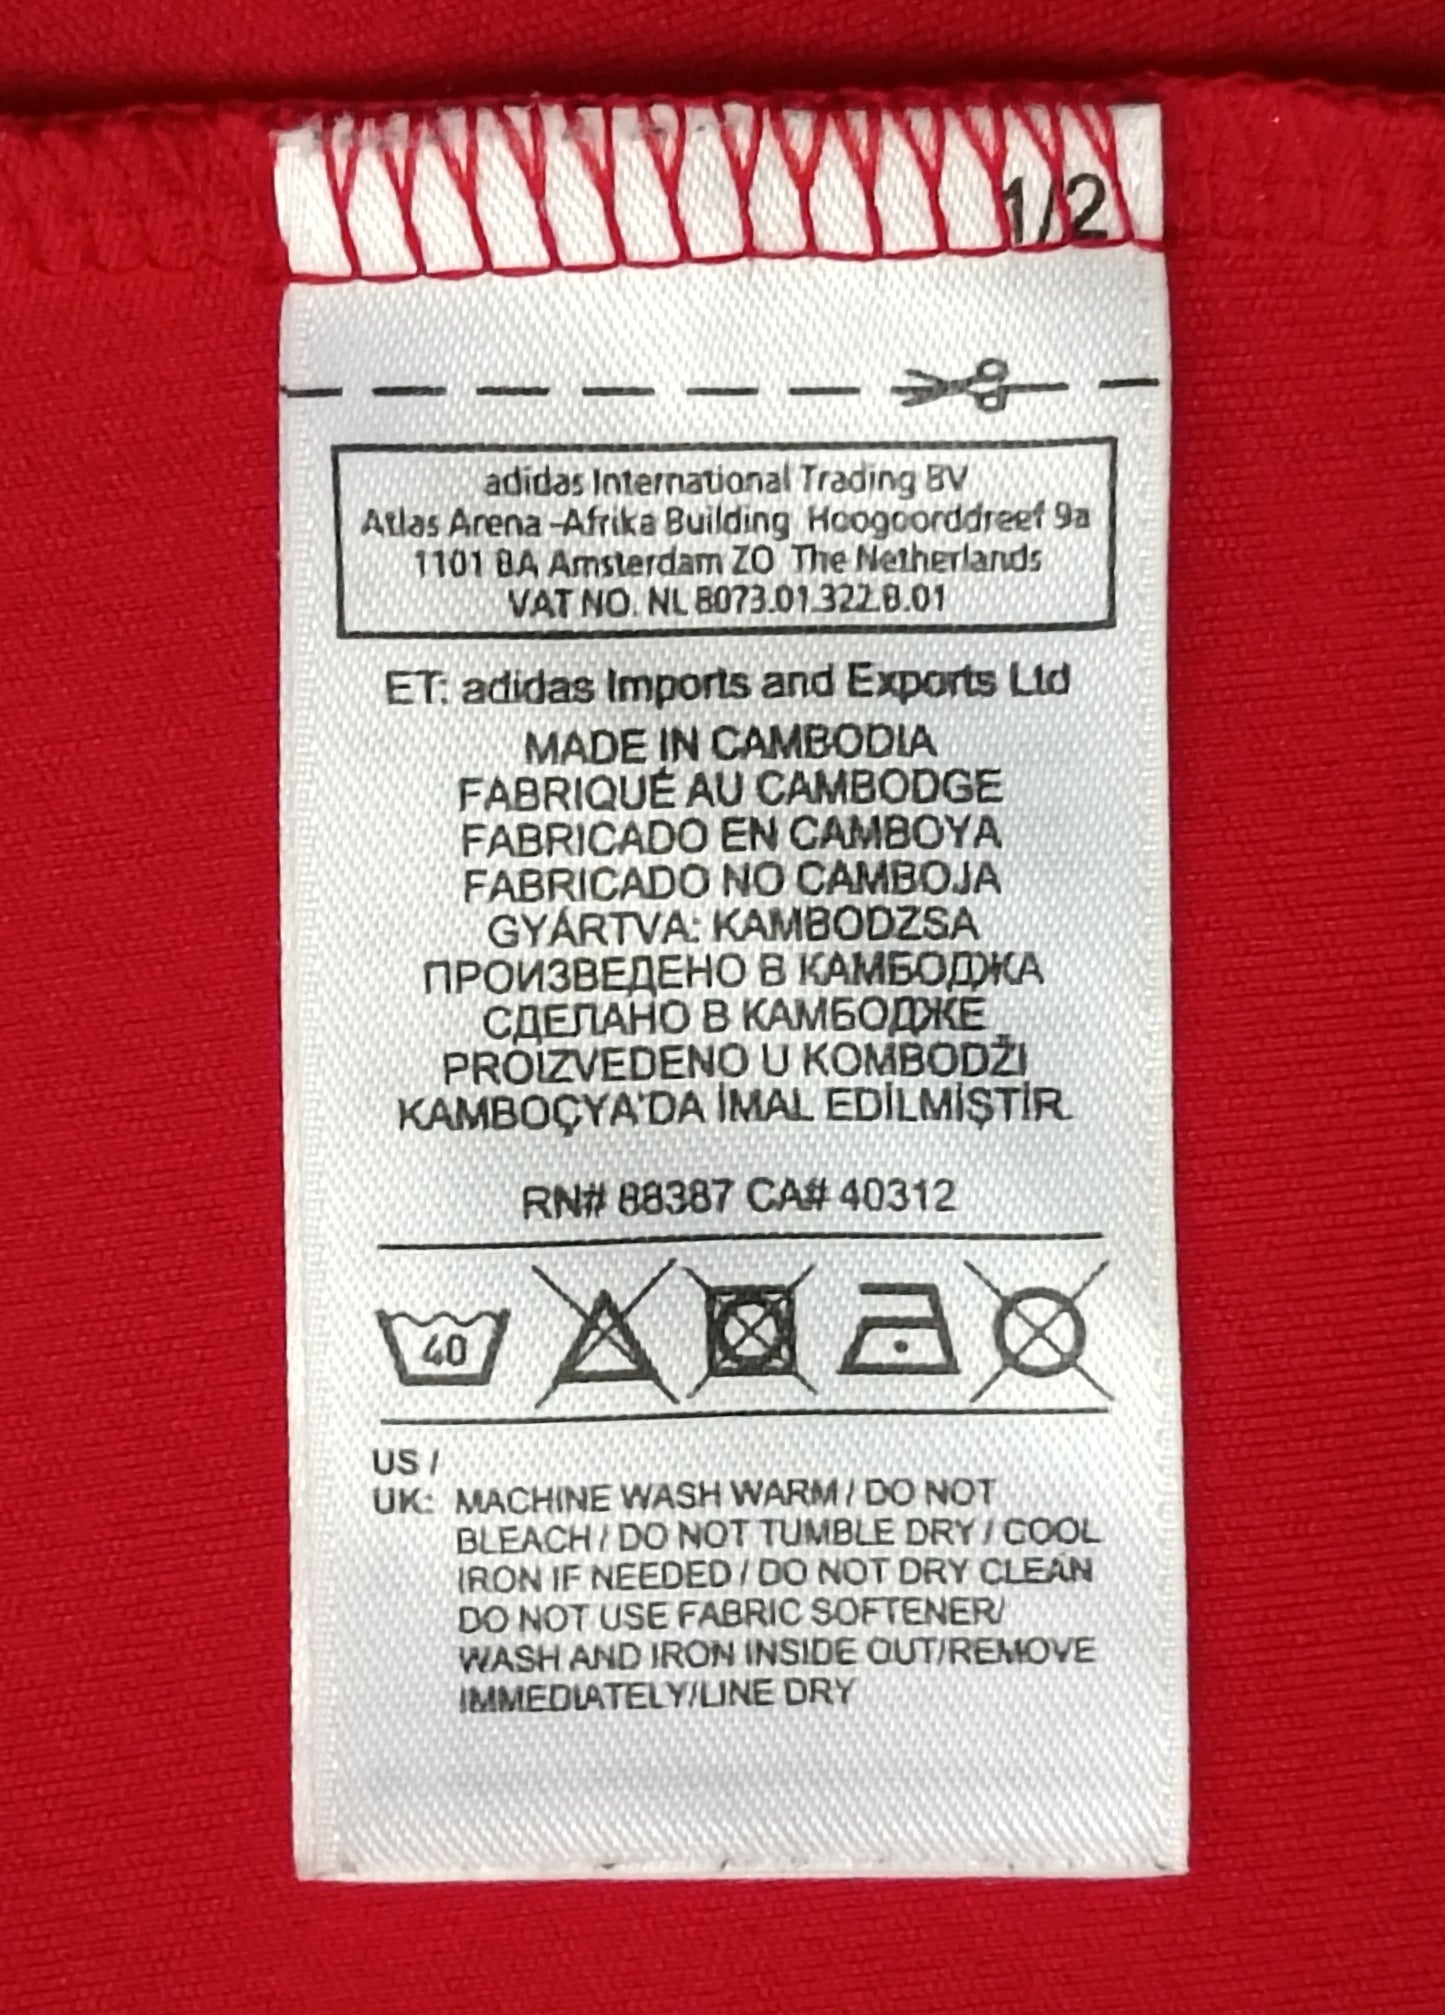 1/2
adidas International Trading BV
Atlas Arena -Afrika Building Hoogoorddreef 9a
1101 BA Amsterdam ZO The Netherlands
VAT NO. NL 8073.01.322.B.01
ET: adidas Imports and Exports Ltd
MADE IN CAMBODIA
FABRIQUÉ AU CAMBODGE
FABRICADO EN CAMBOYA
FABRICADO NO CAMBOJA
GYÁRTVA: KAMBODZSA
ПРОИЗВЕДЕНО В КАМБОДЖА
СДЕЛАНО В КАМБОДЖЕ
PROIZVEDENO U KOMBODŽI
KAMBOÇYA'DA İMAL EDİLMİŞTİR.
RN# 88387 CA# 40312
40
US /
UK: MACHINE WASH WARM / DO NOT
BLEACH / DO NOT TUMBLE DRY / COOL
IRON IF NEEDED / DO NOT DRY CLEAN
DO NOT USE FABRIC SOFTENER/
WASH AND IRON INSIDE OUT/REMOVE
IMMEDIATELY/LINE DRY